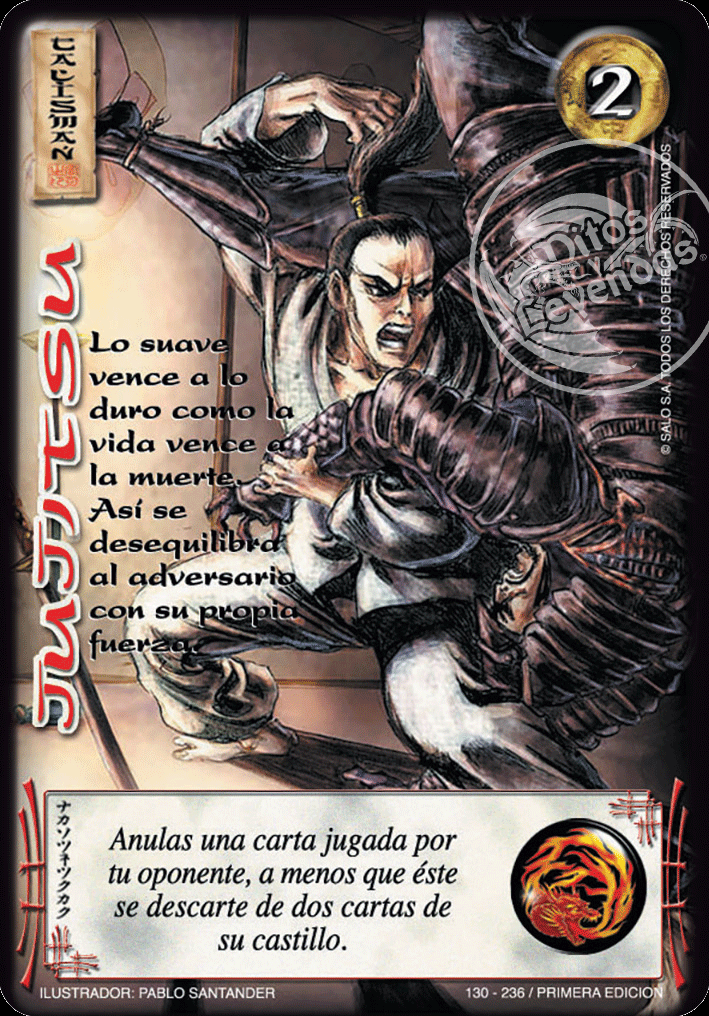 TALISMAN
2
JUJITSU
Lo suave
vence a lo
duro como la
vida vence a
la muerte.
Así se
desequilibra
al adversario
con su propia
fuerza.
Mitos
y
Leyendas®
© SALO S.A. TODOS LOS DERECHOS RESERVADOS
ナカソツネツクカク
Anulas una carta jugada por
tu oponente, a menos que éste
se descarte de dos cartas de
su castillo.
ILUSTRADOR: PABLO SANTANDER
130 - 236 / PRIMERA EDICION